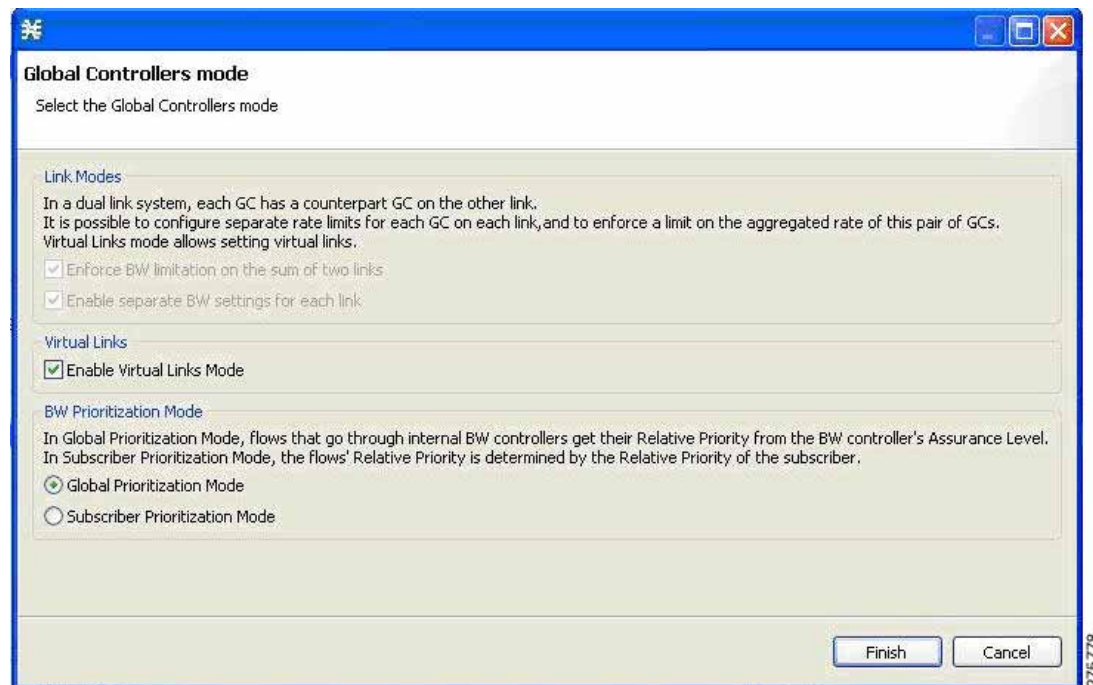 Global Controllers mode
Select the Global Controllers mode
Link Modes
In a dual link system, each GC has a counterpart GC on the other link.
It is possible to configure separate rate limits for each GC on each link,and to enforce a limit on the aggregated rate of this pair of GCs.
Virtual Links mode allows setting virtual links.
Enforce BW limitation on the sum of two links
Enable separate BW settings for each link
Virtual Links
Enable Virtual Links Mode
BW Prioritization Mode
In Global Prioritization Mode, flows that go through internal BW controllers get their Relative Priority from the BW controller's Assurance Level.
In Subscriber Prioritization Mode, the flows' Relative Priority is determined by the Relative Priority of the subscriber.
Global Prioritization Mode
Subscriber Prioritization Mode
Finish
Cancel
276778